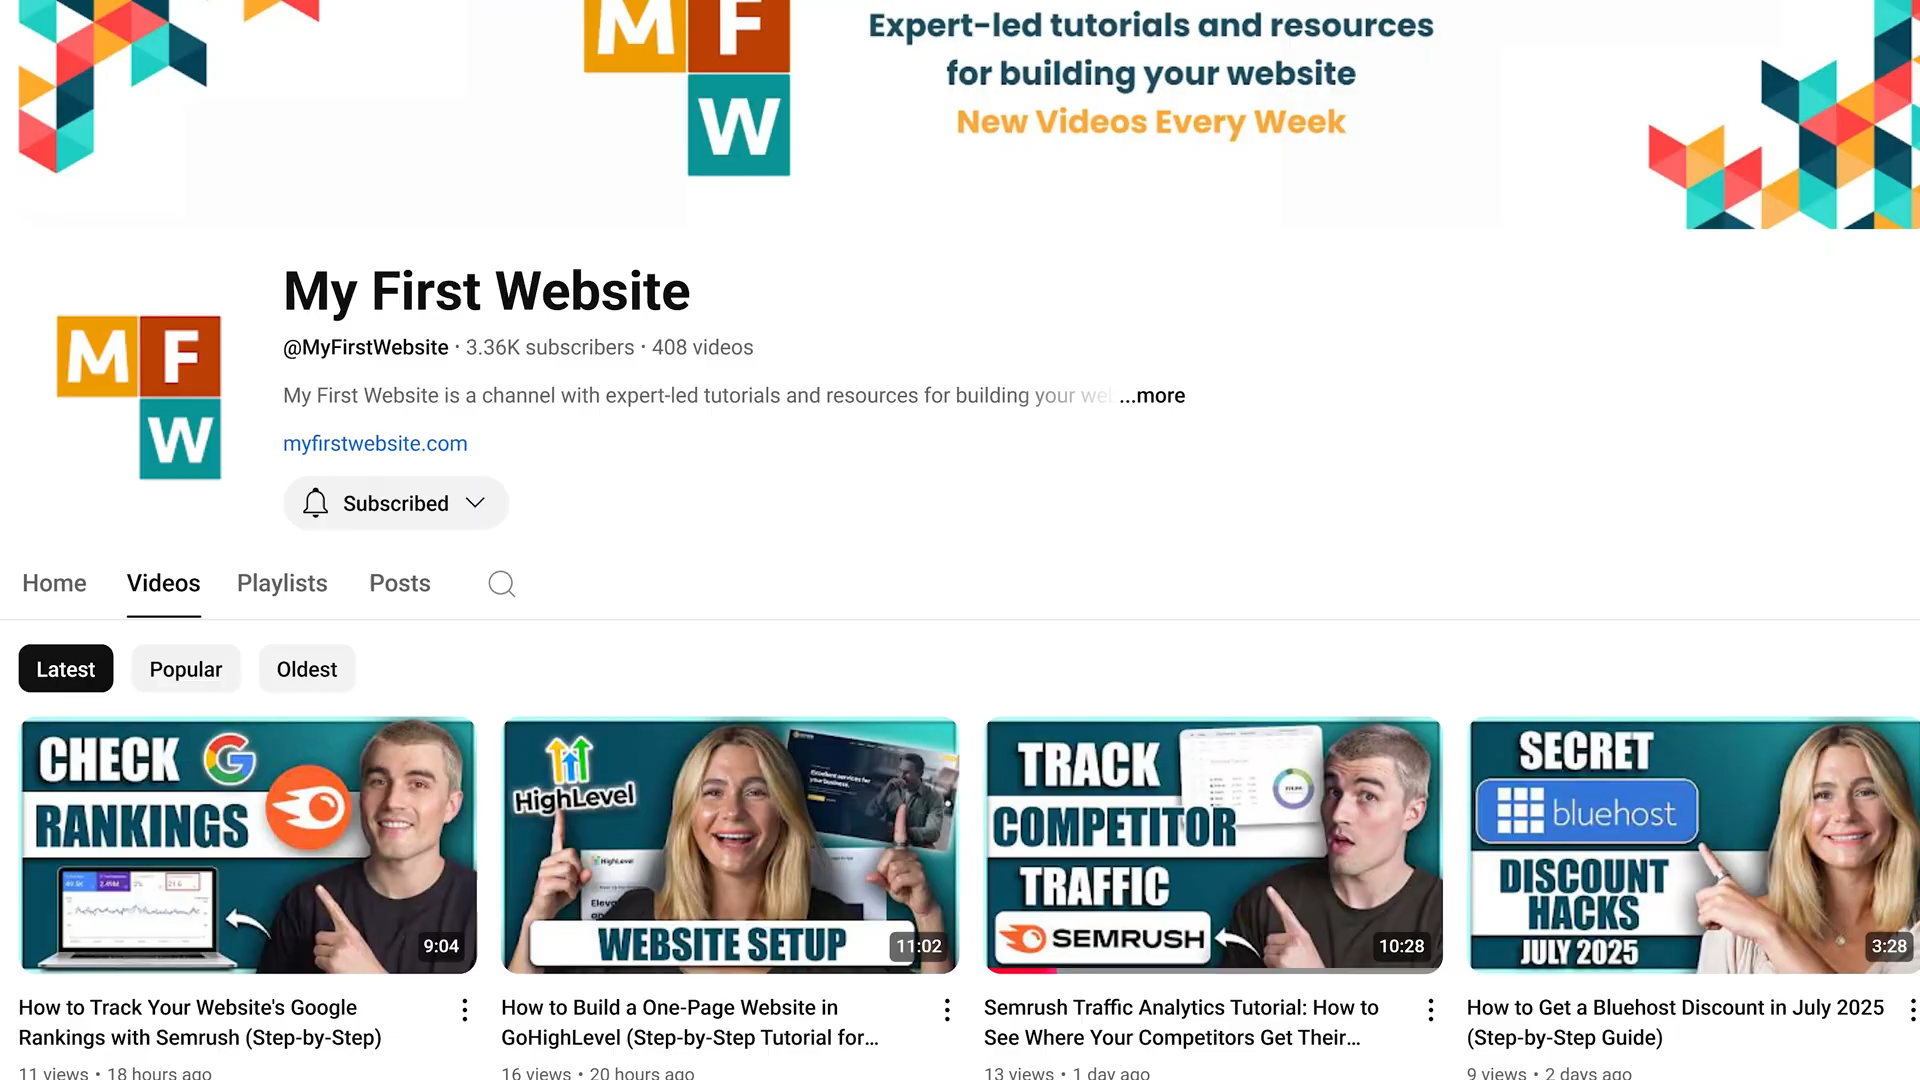 M F
W
Expert-led tutorials and resources
for building your website
New Videos Every Week
M F
W
My First Website
@MyFirstWebsite · 3.36K subscribers · 408 videos
My First Website is a channel with expert-led tutorials and resources for building your we ...more
myfirstwebsite.com
Subscribed
Home Videos Playlists Posts
Latest Popular Oldest
CHECK
RANKINGS
9:04
HighLevel
HighLevel
Excellent services for
your business.
WEBSITE SETUP
11:02
TRACK
COMPETITOR
TRAFFIC
SEMRUSH
10:28
SECRET
bluehost
DISCOUNT
HACKS
JULY 2025
3:28
How to Track Your Website's Google
Rankings with Semrush (Step-by-Step)
11 views • 18 hours ago
How to Build a One-Page Website in
GoHighLevel (Step-by-Step Tutorial for...
16 views • 20 hours ago
Semrush Traffic Analytics Tutorial: How to
See Where Your Competitors Get Their...
13 views • 1 day ago
How to Get a Bluehost Discount in July 2025
(Step-by-Step Guide)
9 views • 2 days ago